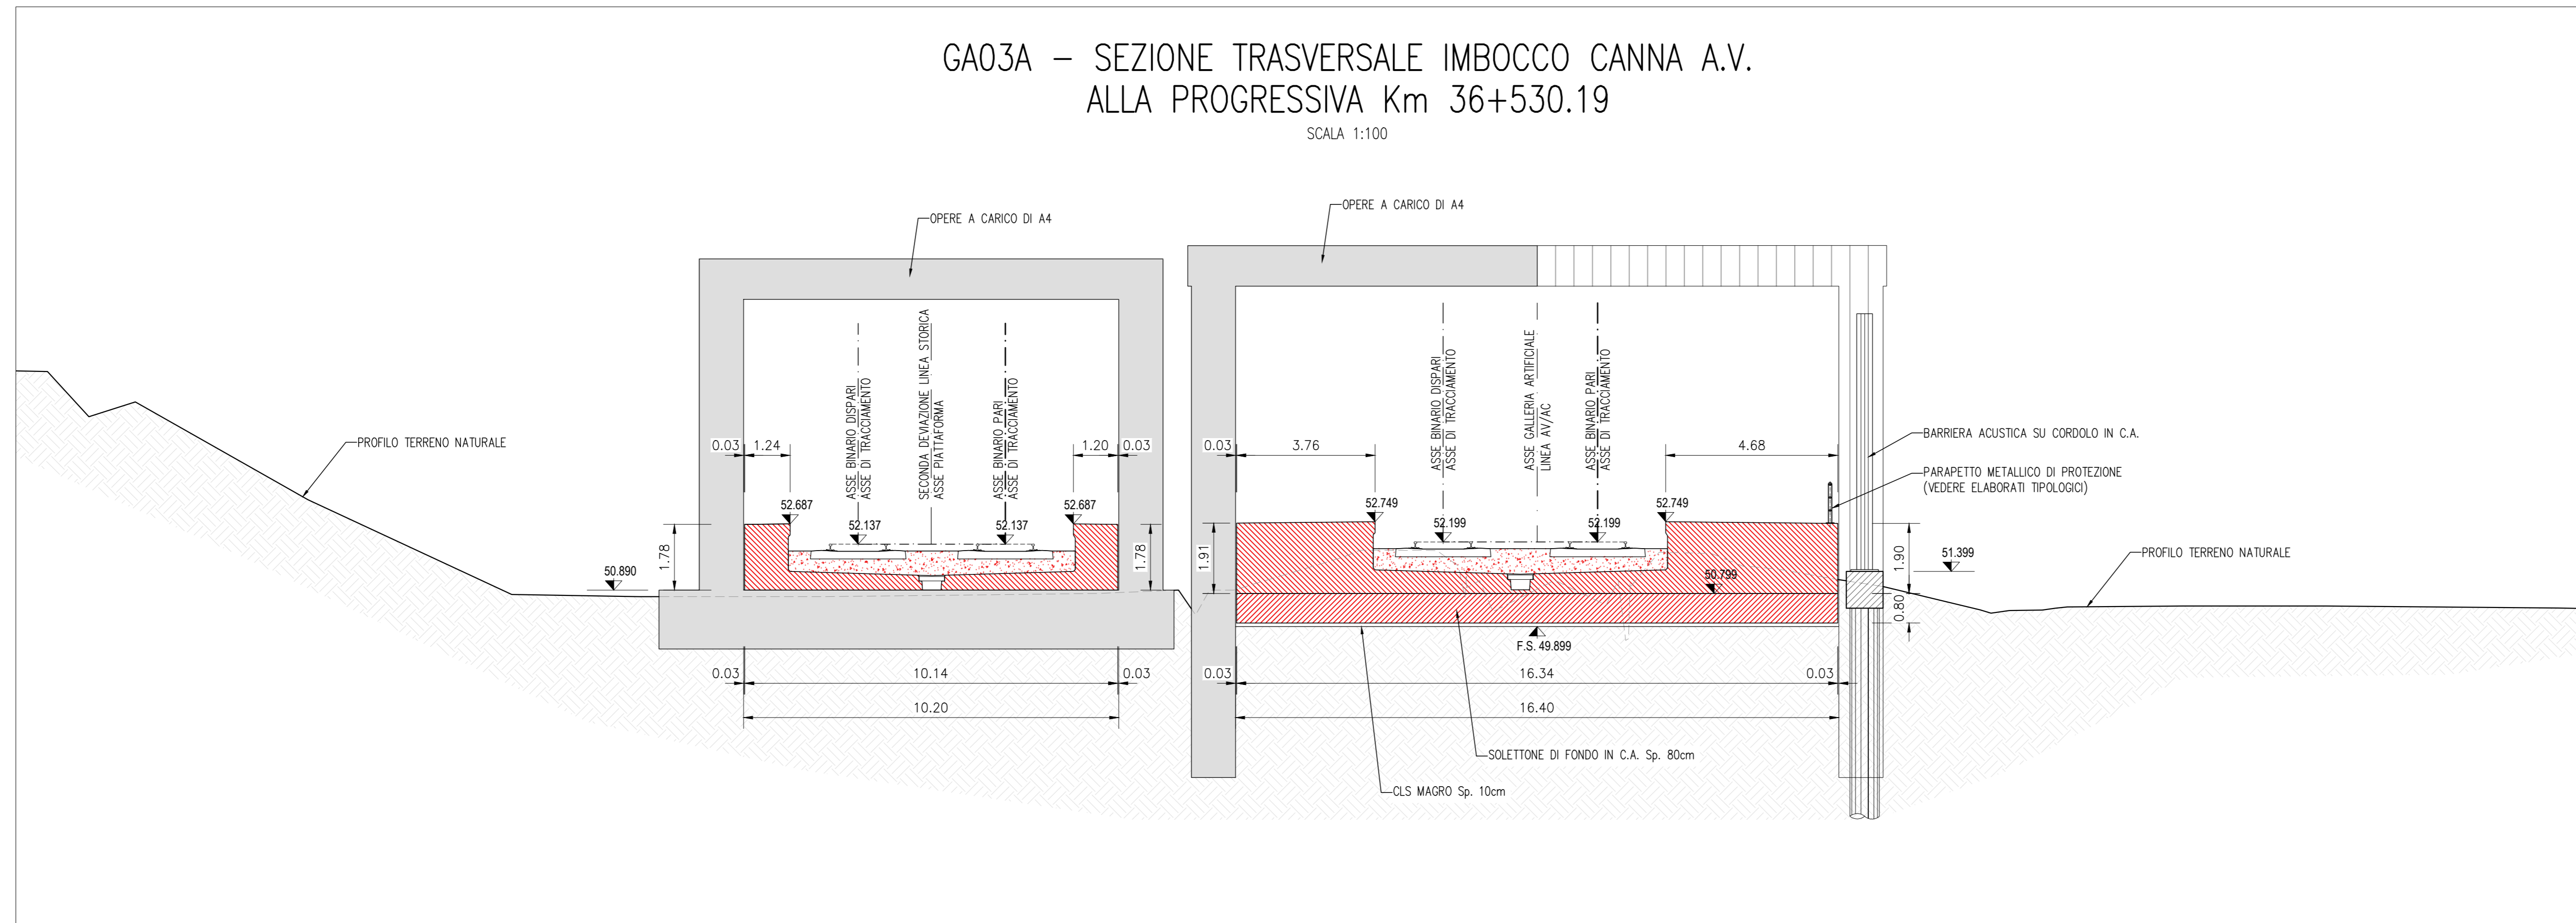 GA03A – SEZIONE TRASVERSALE IMBOCCO CANNA A.V.
ALLA PROGRESSIVA Km 36+530.19
SCALA 1:100
OPERE A CARICO DI A4
OPERE A CARICO DI A4
PROFILO TERRENO NATURALE
ASSE BINARIO DISPARI
ASSE DI TRACCIAMENTO
SECONDA DEVIAZIONE LINEA STORICA
ASSE PIATTAFORMA
ASSE BINARIO PARI
ASSE DI TRACCIAMENTO
ASSE BINARIO DISPARI
ASSE DI TRACCIAMENTO
ASSE GALLERIA ARTIFICIALE
LINEA AV/AC
ASSE BINARIO PARI
ASSE DI TRACCIAMENTO
BARRIERA ACUSTICA SU CORDOLO IN C.A.
PARAPETTO METALLICO DI PROTEZIONE
(VEDERE ELABORATI TIPOLOGICI)
0.03 1.24 1.20 0.03 0.03 3.76 4.68
52.687 52.687 52.749 52.749
52.137 52.137 52.199 52.199
1.78 1.78 1.91 1.90
50.890 50.799 51.399
PROFILO TERRENO NATURALE
0.80
F.S. 49.899
0.03 10.14 0.03 0.03 16.34 0.03
10.20 16.40
SOLETTONE DI FONDO IN C.A. Sp. 80cm
CLS MAGRO Sp. 10cm